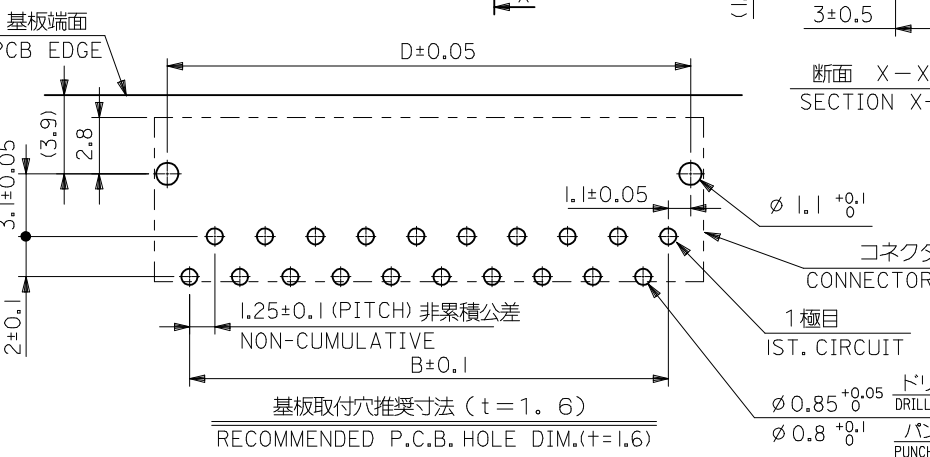 基板端面
PCB EDGE
D±0.05
3±0.5
断面 X－X
SECTION X-
(3.9)
2.8
3.1±0.05
2±0.1
1.1±0.05
ø 1.1 +0.1 0
コネクタ
CONNECTOR
1.25±0.1 (PITCH) 非累積公差
NON-CUMULATIVE
B±0.1
1極目
1ST. CIRCUIT
基板取付穴推奨寸法（t＝1．6）
RECOMMENDED P.C.B. HOLE DIM.(t=1.6)
ø 0.85 +0.05 0 ドリ
DRILL
ø 0.8 +0.1 0 パン
PUNCH